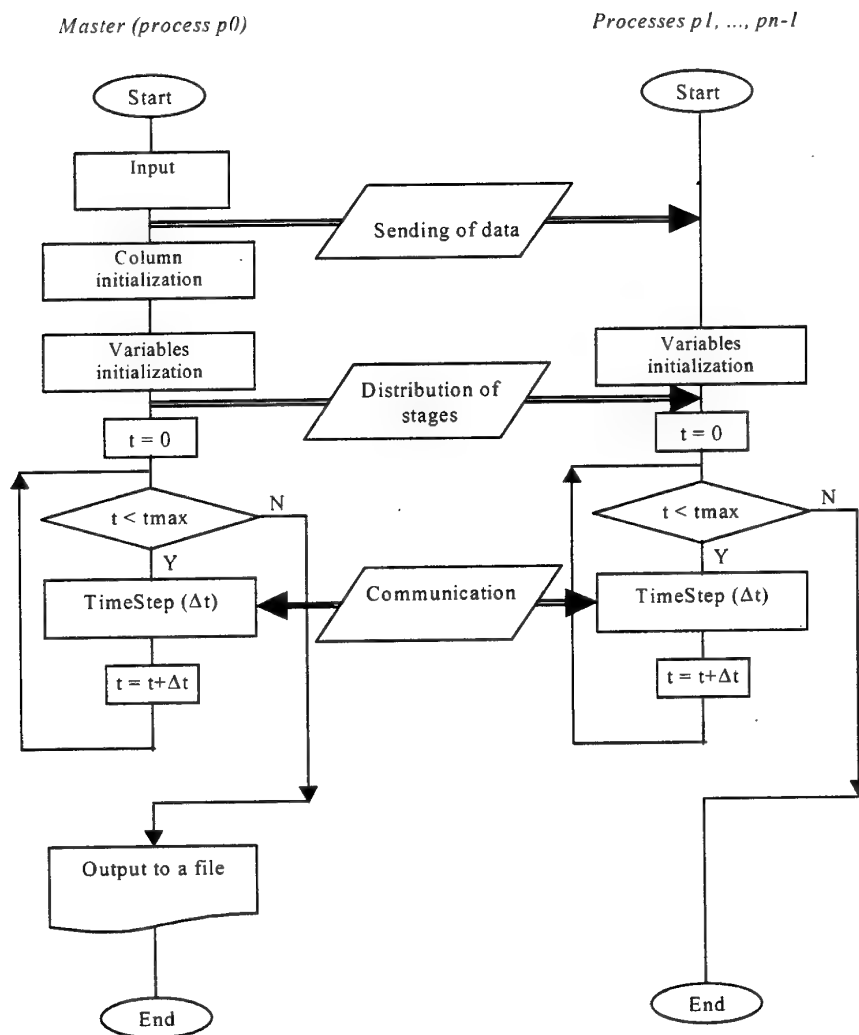 Master (process p0)
Processes p1, ..., pn-1
Start
Start
Input
Sending of data
Column
initialization
Variables
initialization
Variables
initialization
Distribution of
stages
t = 0
t = 0
t < tmax
N
t < tmax
N
Y
Y
TimeStep (Δt)
Communication
TimeStep (Δt)
t = t+Δt
t = t+Δt
Output to a file
End
End